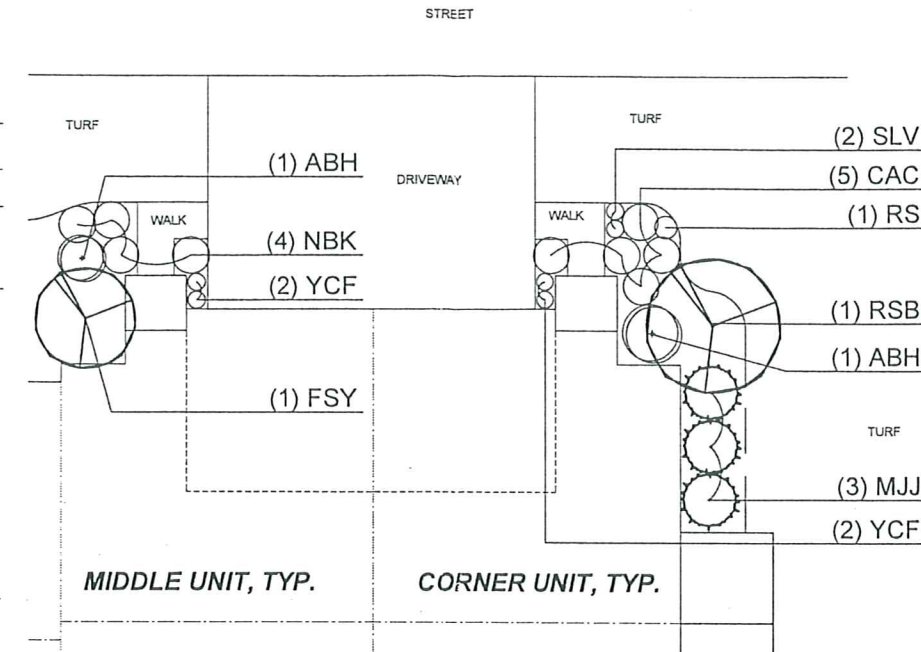 STREET
TURF
TURF
(2) SLV
(1) ABH
(5) CAC
DRIVEWAY
(1) RS
WALK
WALK
(4) NBK
(2) YCF
(1) RSB
(1) ABH
(1) FSY
TURF
(3) MJJ
(2) YCF
MIDDLE UNIT, TYP.
CORNER UNIT, TYP.